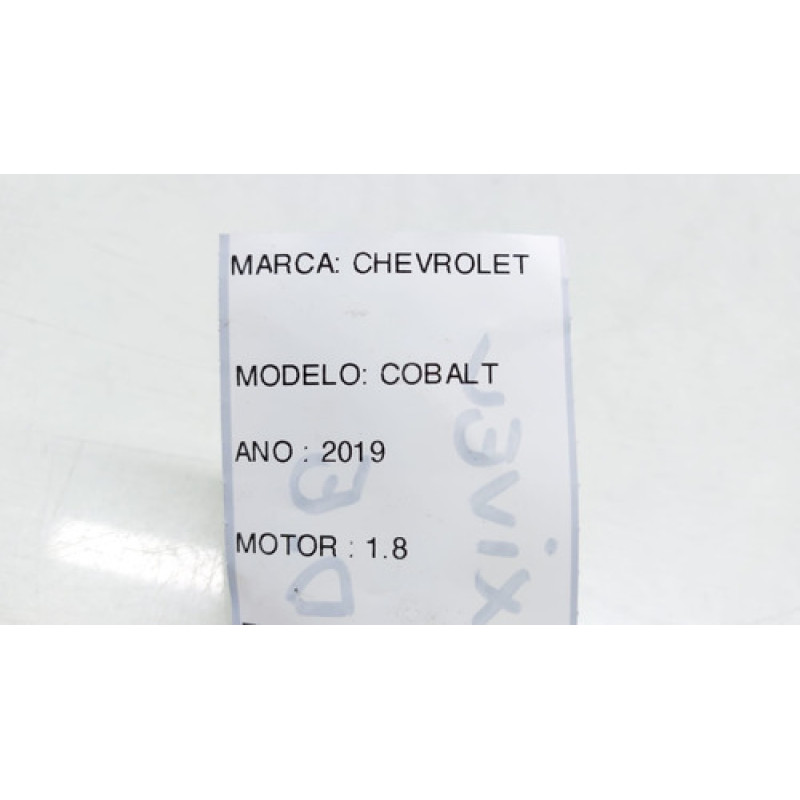 MARCA: CHEVROLET
MODELO: COBALT
ANO : 2019
MOTOR : 1.8